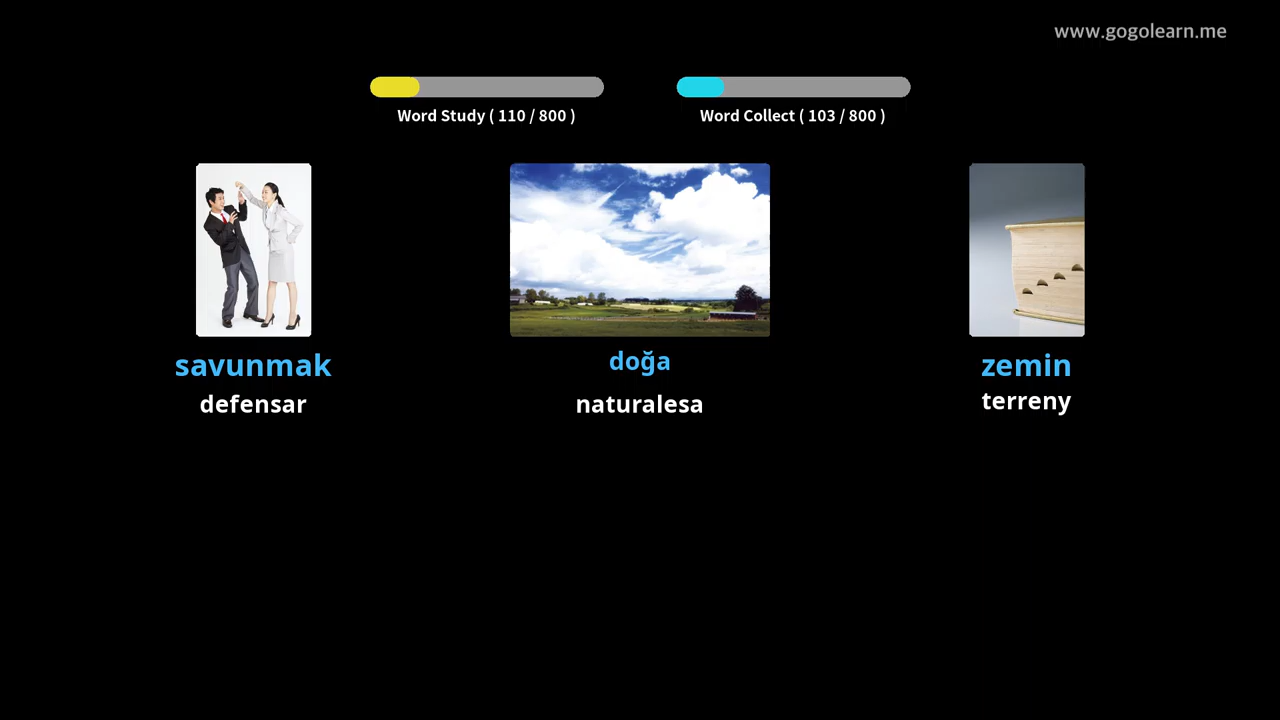 www.gogolearn.me
Word Study ( 110 / 800 )
Word Collect ( 103 / 800 )
savunmak
defensar
doğa
naturalesa
zemin
terreny